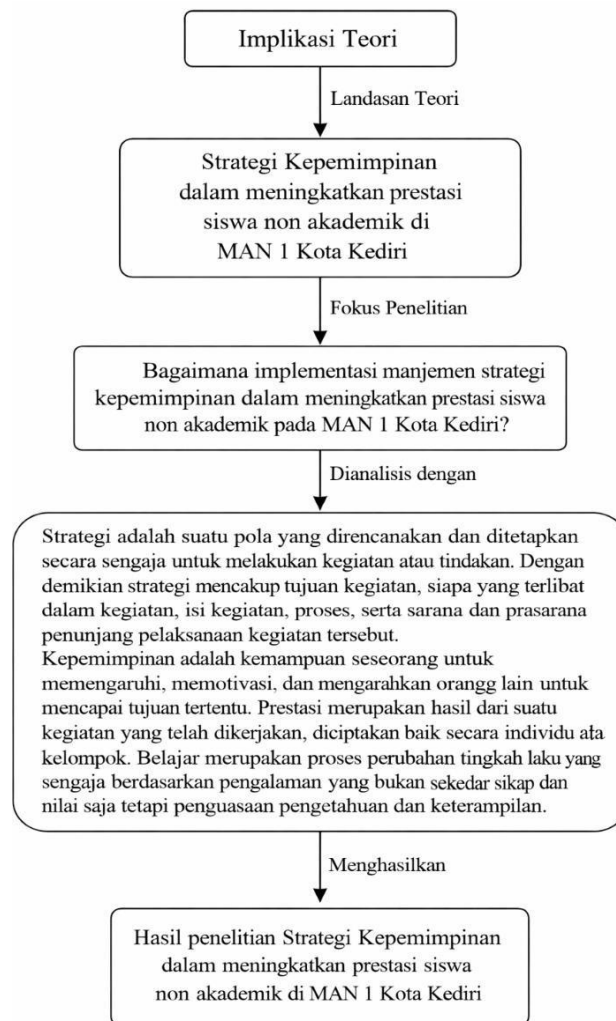 Implikasi Teori
Landasan Teori
Strategi Kepemimpinan
dalam meningkatkan prestasi
siswa non akademik di
MAN 1 Kota Kediri
Fokus Penelitian
Bagaimana implementasi manjemen strategi
kepemimpinan dalam meningkatkan prestasi siswa
non akademik pada MAN 1 Kota Kediri?
Dianalisis dengan
Strategi adalah suatu pola yang direncanakan dan ditetapkan
secara sengaja untuk melakukan kegiatan atau tindakan. Dengan
demikian strategi mencakup tujuan kegiatan, siapa yang terlibat
dalam kegiatan, isi kegiatan, proses, serta sarana dan prasarana
penunjang pelaksanaan kegiatan tersebut.
Kepemimpinan adalah kemampuan seseorang untuk
memengaruhi, memotivasi, dan mengarahkan orangg lain untuk
mencapai tujuan tertentu. Prestasi merupakan hasil dari suatu
kegiatan yang telah dikerjakan, diciptakan baik secara individu ata
kelompok. Belajar merupakan proses perubahan tingkah laku yang
sengaja berdasarkan pengalaman yang bukan sekedar sikap dan
nilai saja tetapi penguasaan pengetahuan dan keterampilan.
Menghasilkan
Hasil penelitian Strategi Kepemimpinan
dalam meningkatkan prestasi siswa
non akademik di MAN 1 Kota Kediri